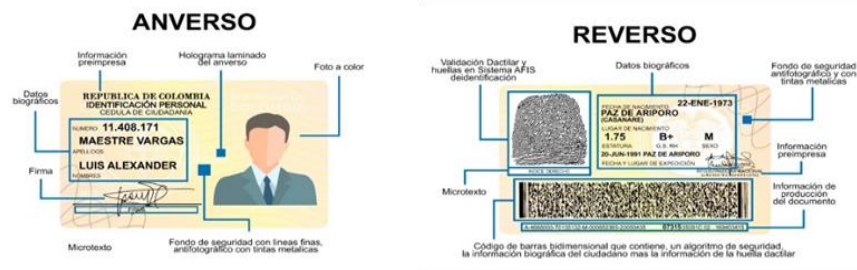 ANVERSO
Información
preimpresa
Holograma laminado
del anverso
Foto a color
Datos
biográficos
REPUBLICA DE COLOMBIA
IDENTIFICACIÓN PERSONAL
CEDULA DE CIUDADANIA
NUMERO 11.408.171
MAESTRE VARGAS
APELLIDOS
LUIS ALEXANDER
NOMBRES
Firma
FIRMA
Microtexto
Fondo de seguridad con lineas finas,
antifotográfico con tintas metalicas
REVERSO
Validación Dactilar y
huellas en Sistema AFIS
deidentificación
Datos biográficos
Fondo de seguridad
antifotográfico y con
tintas metalicas
FECHA DE NACIMIENTO 22-ENE-1973
PAZ DE ARIPORO
(CASANARE)
LUGAR DE NACIMIENTO
1.75 B+ M
ESTATURA G.S. RH SEXO
20-JUN-1991 PAZ DE ARIPORO
FECHA Y LUGAR DE EXPEDICIÓN
INDICE DERECHO
Información
preimpresa
Microtexto
Información de
producción
del documento
Código de barras bidimensional que contiene, un algoritmo de seguridad,
la información biográfica del ciudadano mas la información de la huella dactilar